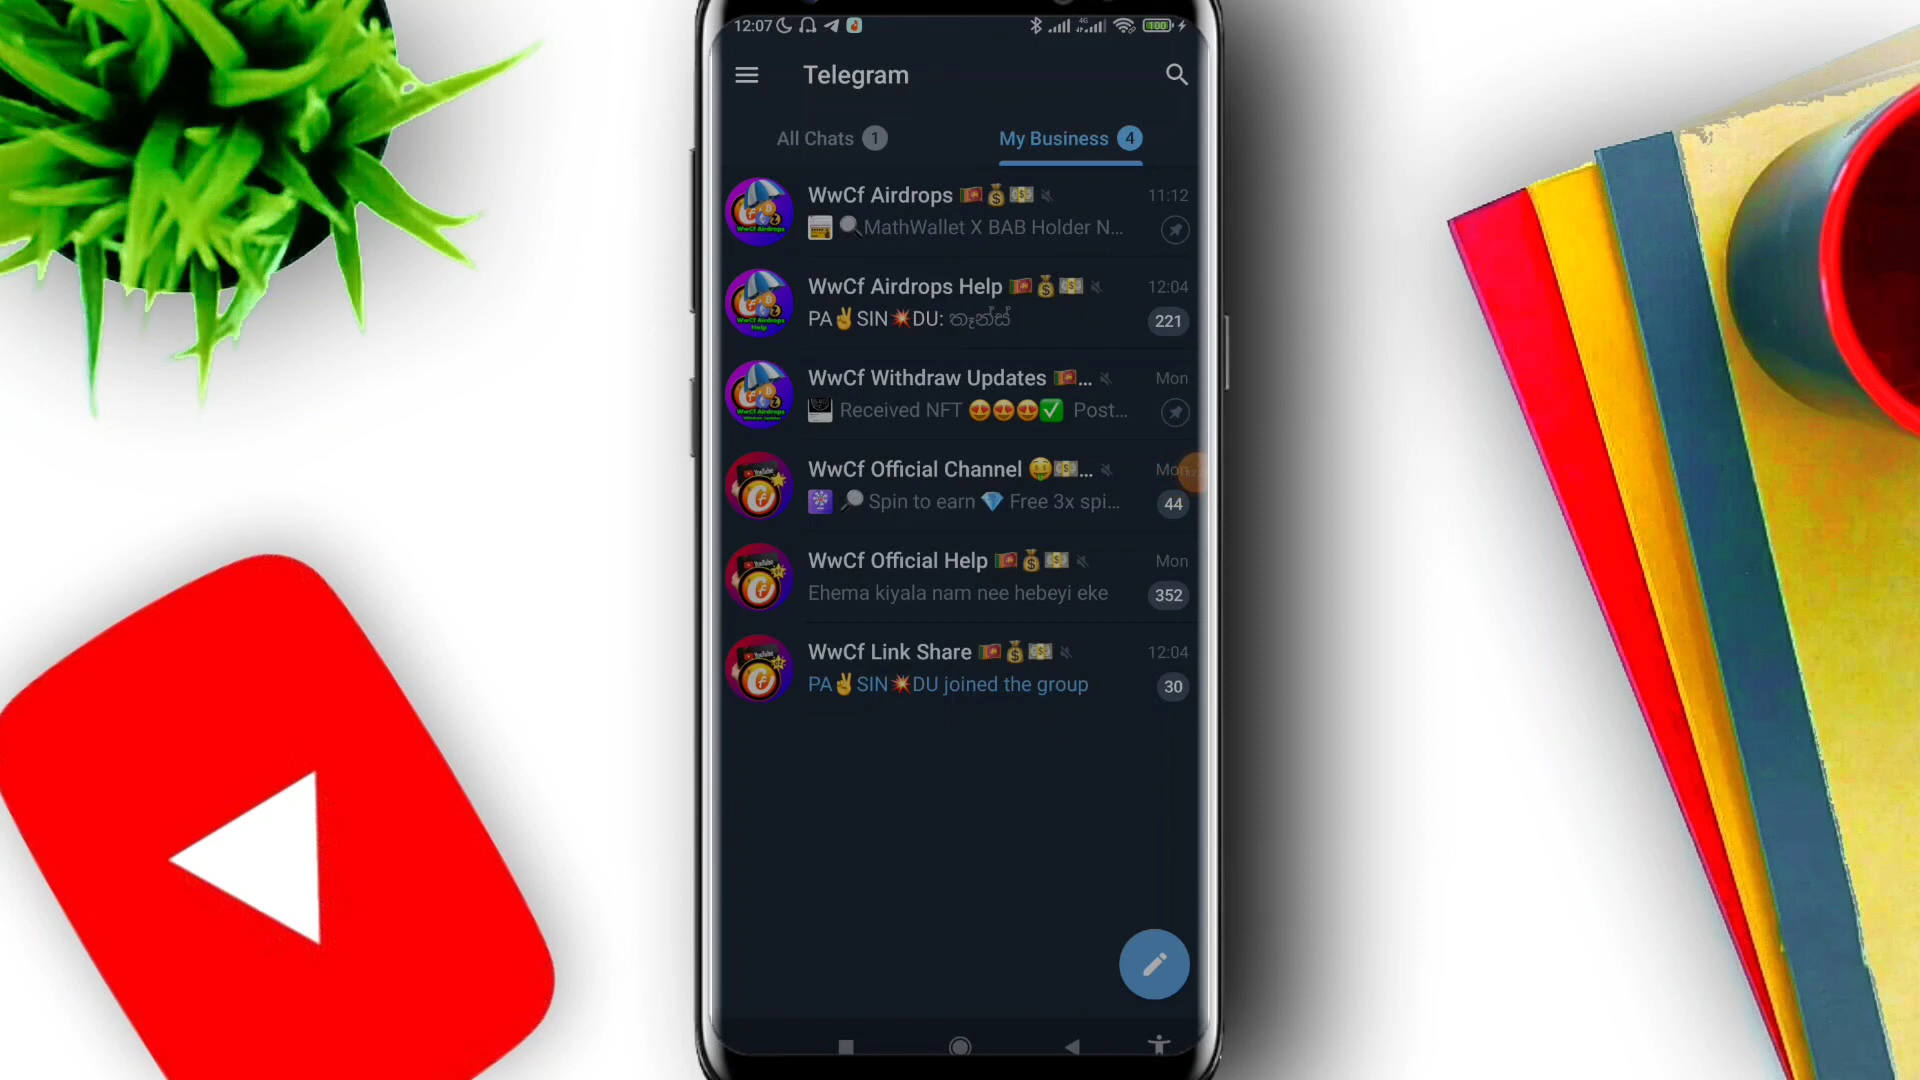 12:07
4G
100
Telegram
All Chats 1
My Business 4
WwCf Airdrops 🇱🇰💰💵
11:12
🔍MathWallet X BAB Holder N...
WwCf Airdrops Help 🇱🇰💰💵
12:04
PA✌SIN💥DU: තෑන්ස්
221
WwCf Withdraw Updates 🇱🇰...
Mon
Received NFT 😍😍😍✅ Post...
WwCf Official Channel 🤑💵...
Mon
🔎 Spin to earn 💎 Free 3x spi...
44
WwCf Official Help 🇱🇰💰💵
Mon
Ehema kiyala nam nee hebeyi eke
352
WwCf Link Share 🇱🇰💰💵
12:04
PA✌SIN💥DU joined the group
30